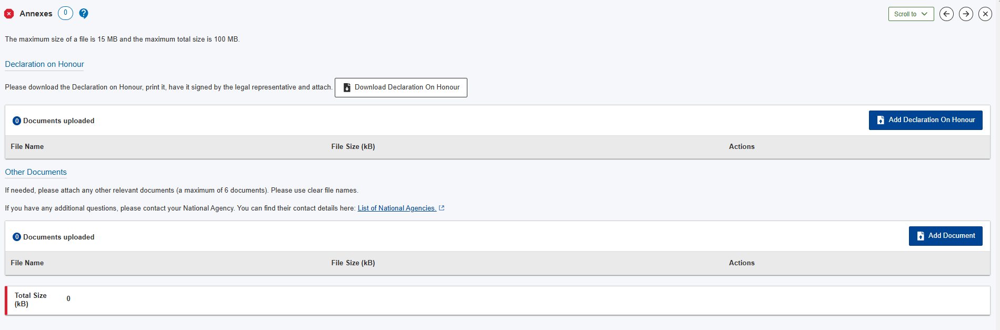 Annexes 0 ?
Scroll to
The maximum size of a file is 15 MB and the maximum total size is 100 MB.
Declaration on Honour
Please download the Declaration on Honour, print it, have it signed by the legal representative and attach. Download Declaration On Honour
0 Documents uploaded
Add Declaration On Honour
File Name File Size (kB) Actions
Other Documents
If needed, please attach any other relevant documents (a maximum of 6 documents). Please use clear file names.
If you have any additional questions, please contact your National Agency. You can find their contact details here: List of National Agencies.
0 Documents uploaded
Add Document
File Name File Size (kB) Actions
Total Size
(kB)
0